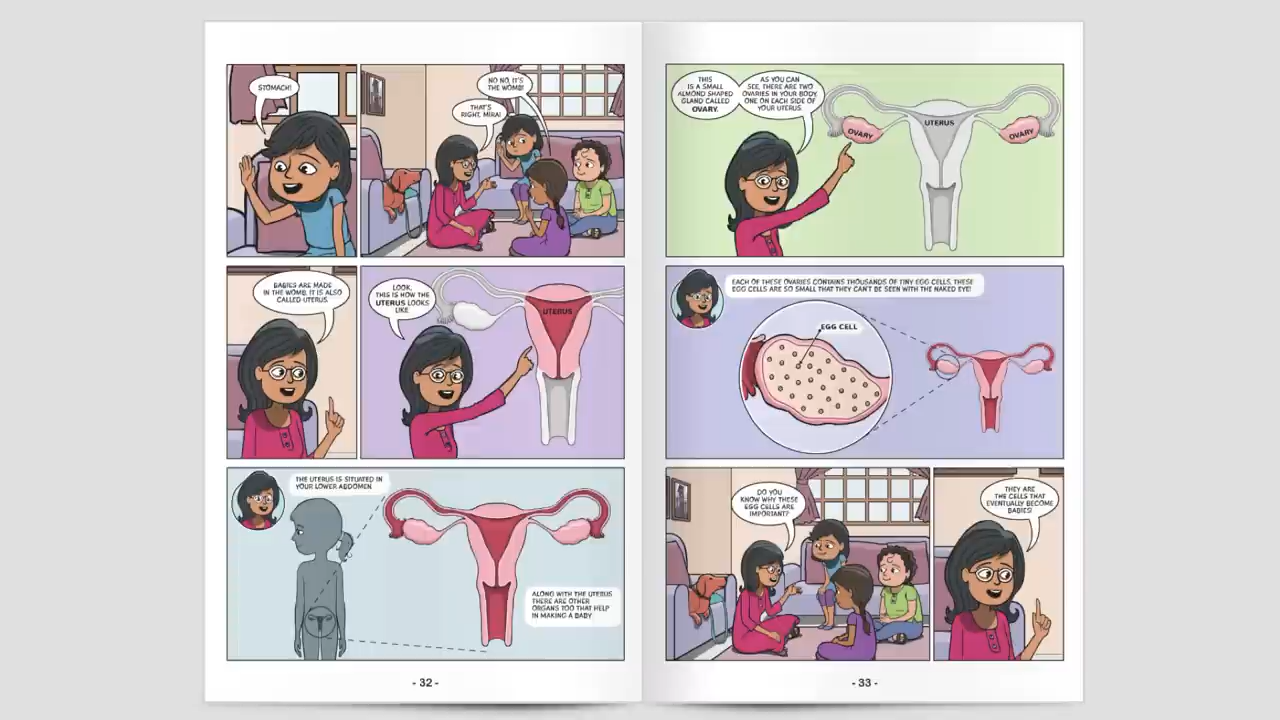 STOMACH!
NO NO, IT'S
THE WOMB!
THAT'S
RIGHT, MIRA!
BABIES ARE MADE
IN THE WOMB. IT IS ALSO
CALLED UTERUS.
LOOK,
THIS IS HOW THE
UTERUS LOOKS
LIKE
UTERUS
THE UTERUS IS SITUATED IN
YOUR LOWER ABDOMEN.
ALONG WITH THE UTERUS
THERE ARE OTHER
ORGANS TOO THAT HELP
IN MAKING A BABY
- 32 -
THIS
IS A SMALL
ALMOND SHAPED
GLAND CALLED
OVARY.
AS YOU CAN
SEE, THERE ARE TWO
OVARIES IN YOUR BODY,
ONE ON EACH SIDE OF
YOUR UTERUS.
OVARY
UTERUS
OVARY
EACH OF THESE OVARIES CONTAINS THOUSANDS OF TINY EGG CELLS. THESE
EGG CELLS ARE SO SMALL THAT THEY CAN'T BE SEEN WITH THE NAKED EYE!
EGG CELL
DO YOU
KNOW WHY THESE
EGG CELLS ARE
IMPORTANT?
THEY ARE
THE CELLS THAT
EVENTUALLY BECOME
BABIES!
- 33 -